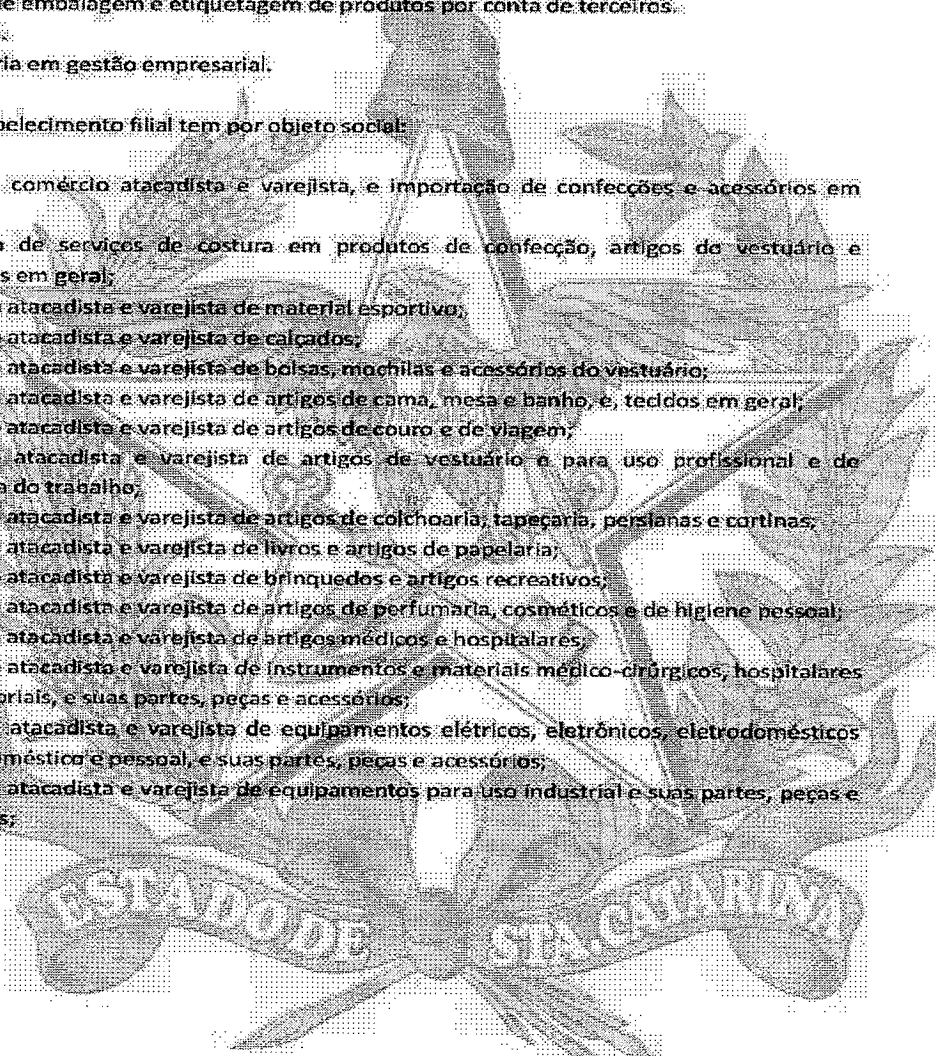 de embalagem e etiquetagem de produtos por conta de terceiros.
ria em gestão empresarial.
belecimento filial tem por objeto social:
comércio atacadista e varejista, e importação de confecções e acessórios em
de serviços de costura em produtos de confecção, artigos do vestuário e
s em geral;
atacadista e varejista de material esportivo;
atacadista e varejista de calçados;
atacadista e varejista de bolsas, mochilas e acessórios do vestuário;
atacadista e varejista de artigos de cama, mesa e banho, e, tecidos em geral;
atacadista e varejista de artigos de couro e de viagem;
atacadista e varejista de artigos de vestuário e para uso profissional e de
a do trabalho;
atacadista e varejista de artigos de colchoaria, tapeçaria, persianas e cortinas;
atacadista e varejista de livros e artigos de papelaria;
atacadista e varejista de brinquedos e artigos recreativos;
atacadista e varejista de artigos de perfumaria, cosméticos e de higiene pessoal;
atacadista e varejista de artigos médicos e hospitalares;
atacadista e varejista de instrumentos e materiais médico-cirúrgicos, hospitalares
oriais, e suas partes, peças e acessórios;
atacadista e varejista de equipamentos elétricos, eletrônicos, eletrodomésticos
oméstico e pessoal, e suas partes, peças e acessórios;
atacadista e varejista de equipamentos para uso industrial e suas partes, peças e
s;
ESTADO DE STA. CATARINA